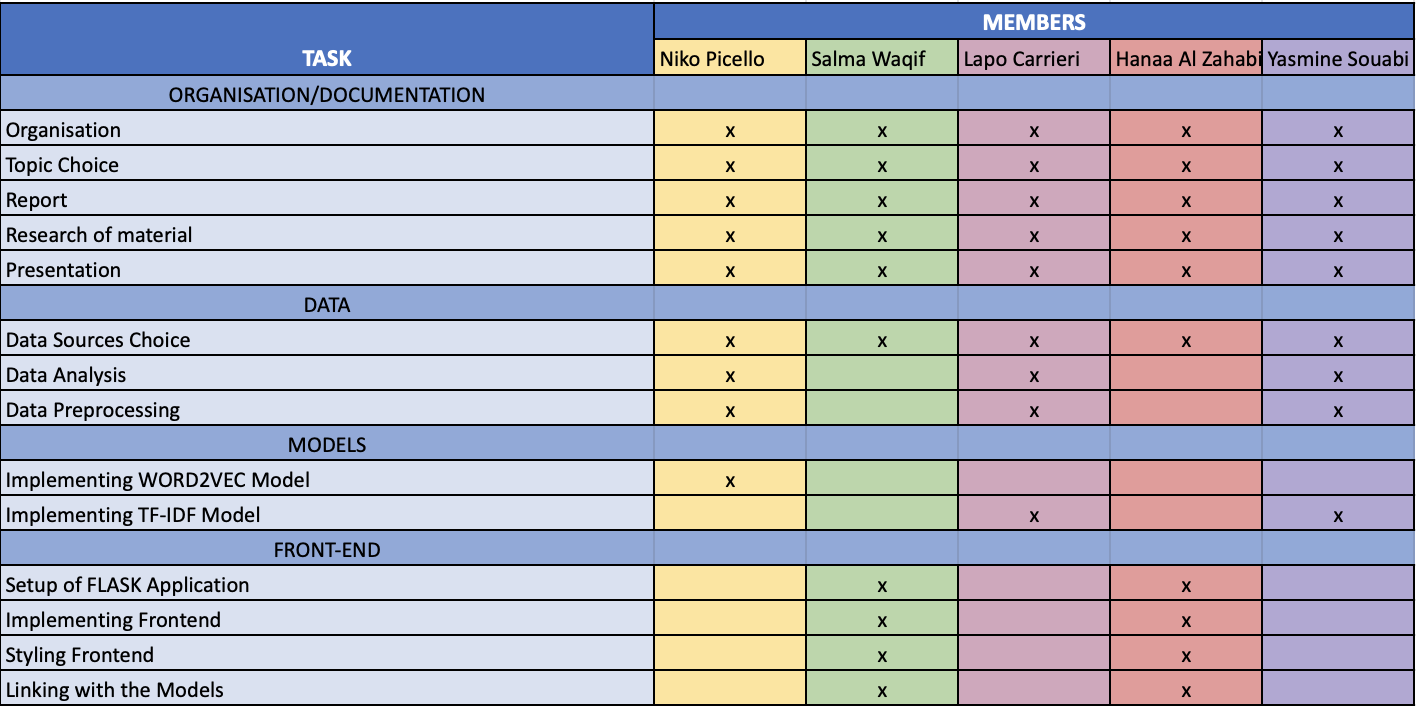 MEMBERS
TASK Niko Picello Salma Waqif Lapo Carrieri Hanaa Al Zahabi Yasmine Souabi
ORGANISATION/DOCUMENTATION
Organisation x x x x x
Topic Choice x x x x x
Report x x x x x
Research of material x x x x x
Presentation x x x x x
DATA
Data Sources Choice x x x x x
Data Analysis x x x
Data Preprocessing x x x
MODELS
Implementing WORD2VEC Model x
Implementing TF-IDF Model x x
FRONT-END
Setup of FLASK Application x x
Implementing Frontend x x
Styling Frontend x x
Linking with the Models x x